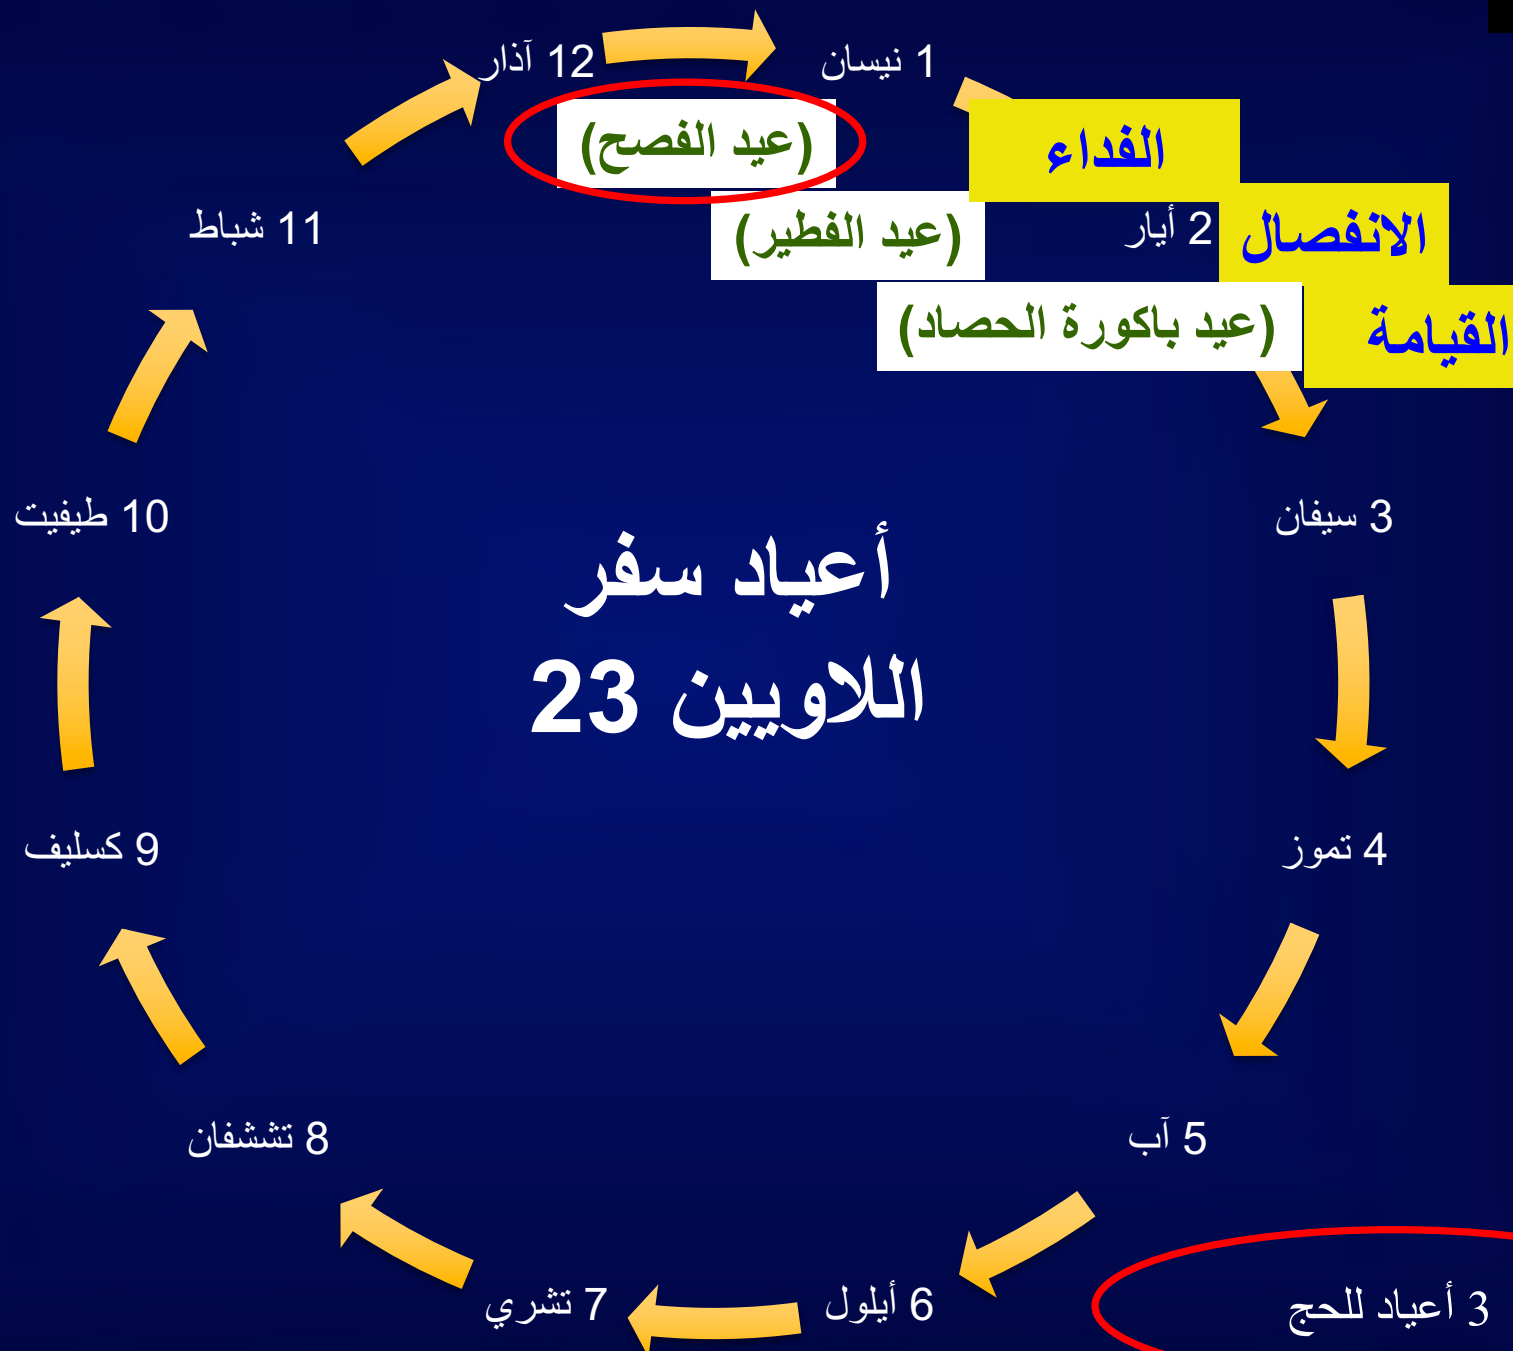 12 آذار
1 نيسان
(عيد الفصح)
الفداء
11 شباط
(عيد الفطير)
2 أيار
الانفصال
(عيد باكورة الحصاد)
القيامة
10 طيفيت
3 سيفان
أعياد سفر
اللاويين 23
9 كسليف
4 تموز
8 تششفان
5 آب
7 تشري
6 أيلول
3 أعياد للحج